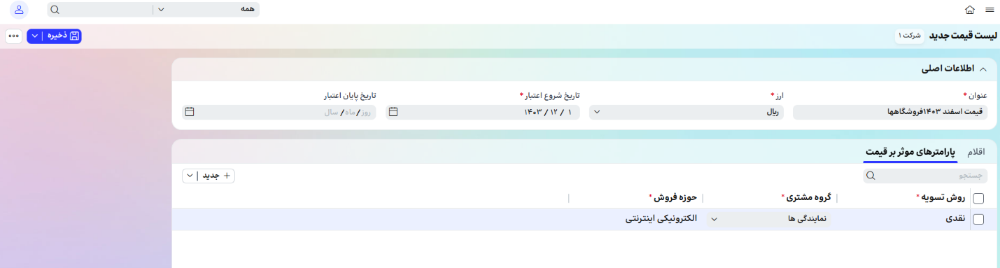 همه
لیست قیمت جدید شرکت ۱ ذخیره
اطلاعات اصلی
عنوان * ارز * تاریخ شروع اعتبار * تاریخ پایان اعتبار
قیمت اسفند ۱۴۰۳فروشگاهها ریال ۱ / ۱۲ / ۱۴۰۳ روز/ماه/ سال
اقلام پارامترهای موثر بر قیمت
جستجو + جدید
روش تسویه * گروه مشتری * حوزه فروش *
نقدی نمایندگی ها الکترونیکی اینترنتی